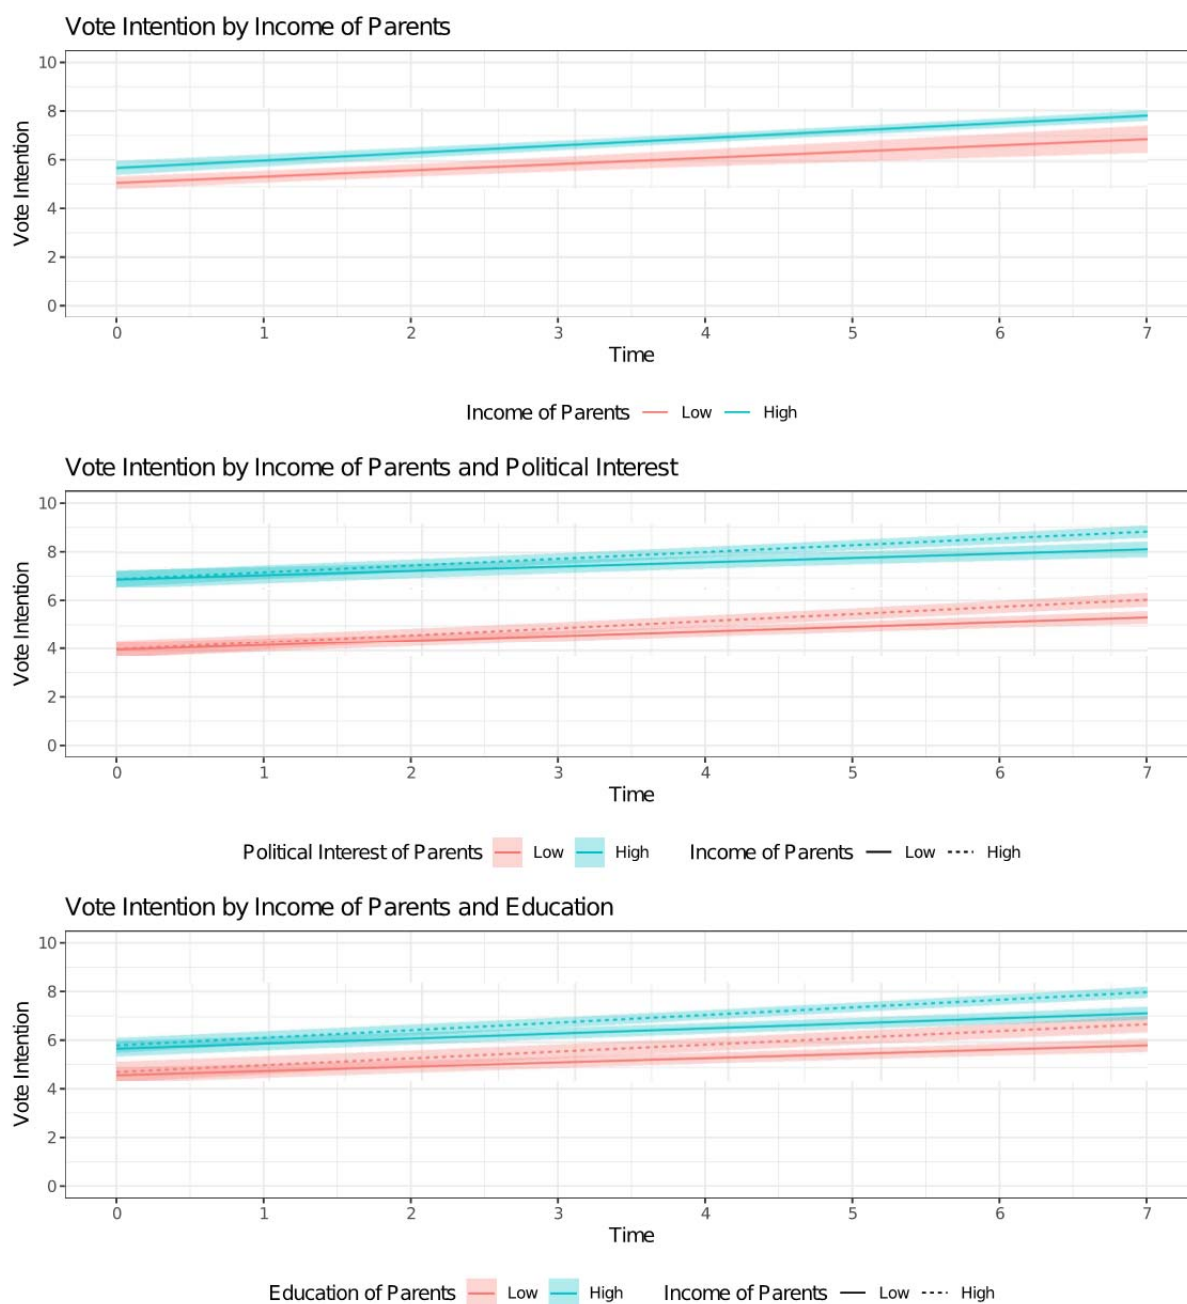 Vote Intention by Income of Parents
10
8
6
4
2
0
Vote Intention
0 1 2 3 4 5 6 7
Time
Income of Parents Low High
Vote Intention by Income of Parents and Political Interest
10
8
6
4
2
0
Vote Intention
0 1 2 3 4 5 6 7
Time
Political Interest of Parents Low High Income of Parents Low High
Vote Intention by Income of Parents and Education
10
8
6
4
2
0
Vote Intention
0 1 2 3 4 5 6 7
Time
Education of Parents Low High Income of Parents Low High